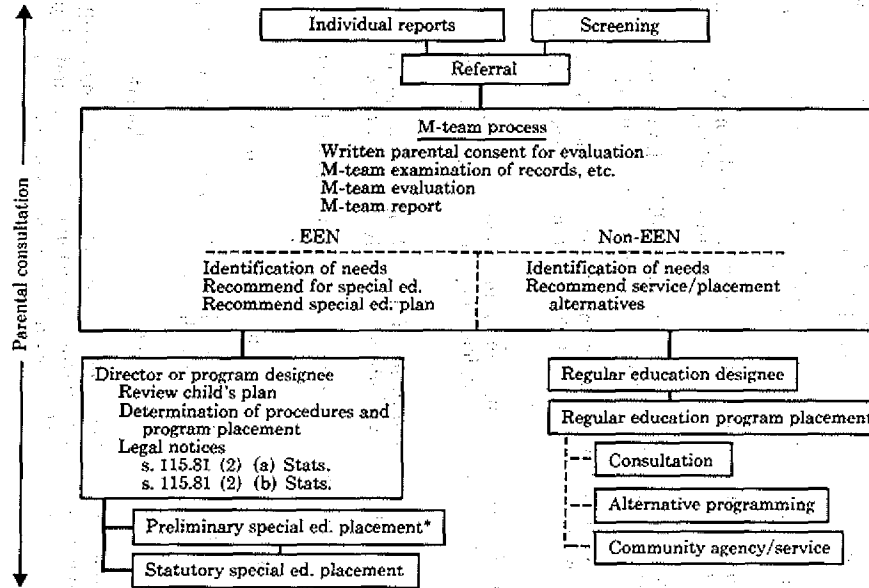 Parental consultation
Individual reports
Screening
Referral
M-team process
Written parental consent for evaluation
M-team examination of records, etc.
M-team evaluation
M-team report
EEN
Non-EEN
Identification of needs
Recommend for special ed.
Recommend special ed. plan
Identification of needs
Recommend service/placement
alternatives
Director or program designee
Review child's plan
Determination of procedures and
program placement
Legal notices
s. 115.81 (2) (a) Stats.
s. 115.81 (2) (b) Stats.
Preliminary special ed. placement*
Statutory special ed. placement
Regular education designee
Regular education program placement
Consultation
Alternative programming
Community agency/service